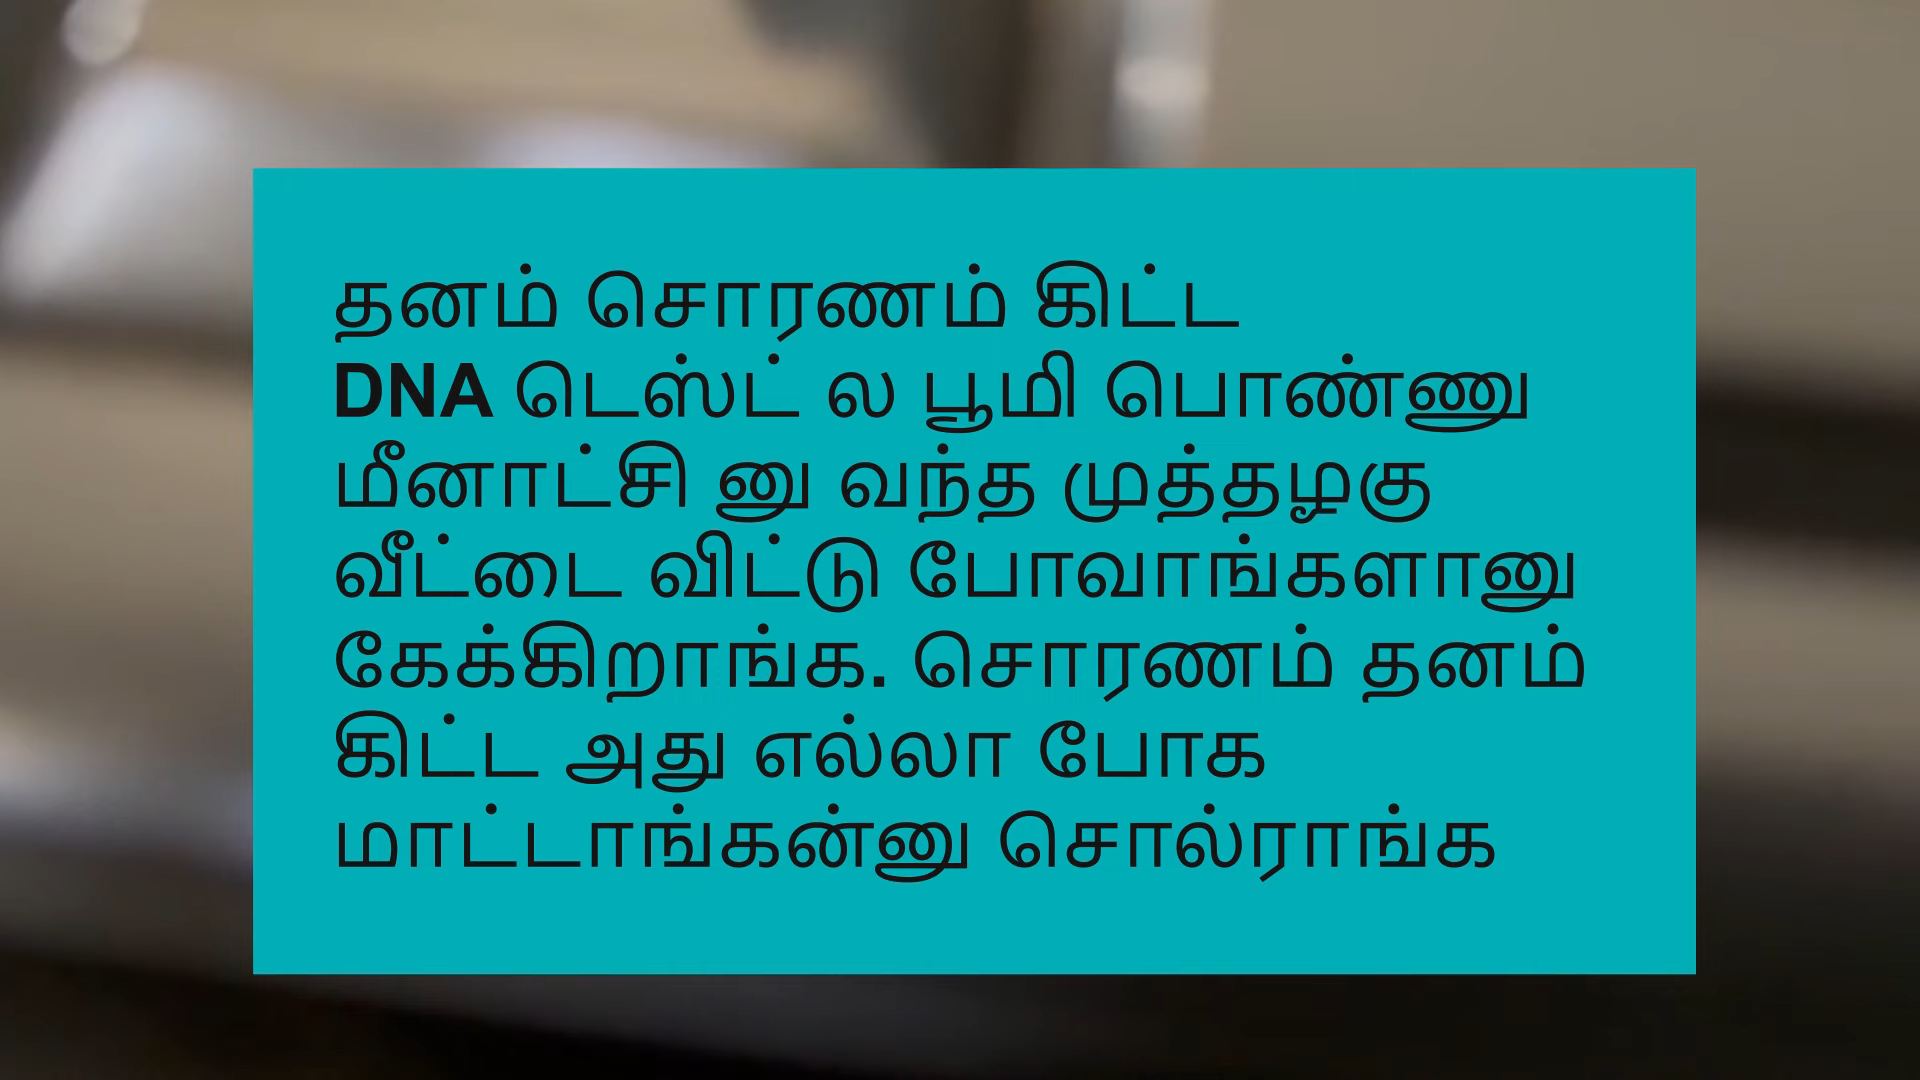 தனம் சொரணம் கிட்ட
DNA டெஸ்ட் ல பூமி பொண்ணு
மீனாட்சி னு வந்த முத்தழகு
வீட்டை விட்டு போவாங்களானு
கேக்கிறாங்க. சொரணம் தனம்
கிட்ட அது எல்லா போக
மாட்டாங்கன்னு சொல்ராங்க